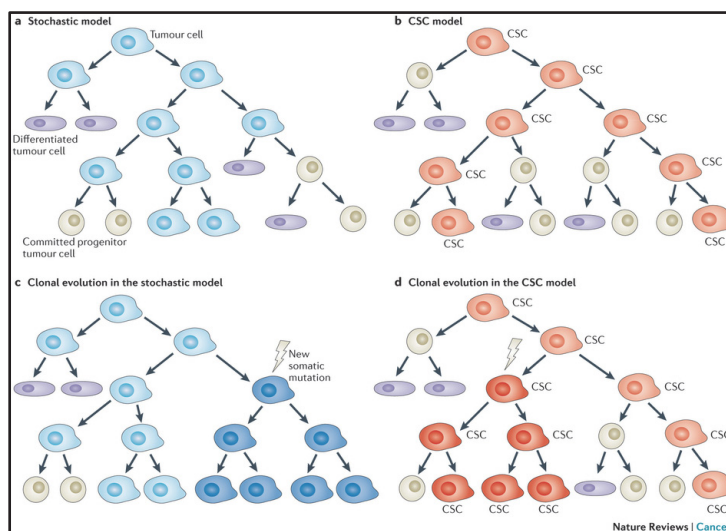 a Stochastic model
Tumour cell
Differentiated
tumour cell
Committed progenitor
tumour cell
b CSC model
CSC
CSC
CSC
CSC
CSC
CSC
CSC
c Clonal evolution in the stochastic model
New
somatic
mutation
d Clonal evolution in the CSC model
CSC
CSC
CSC
CSC
CSC
CSC
CSC
CSC
CSC
CSC
CSC
Nature Reviews | Cance